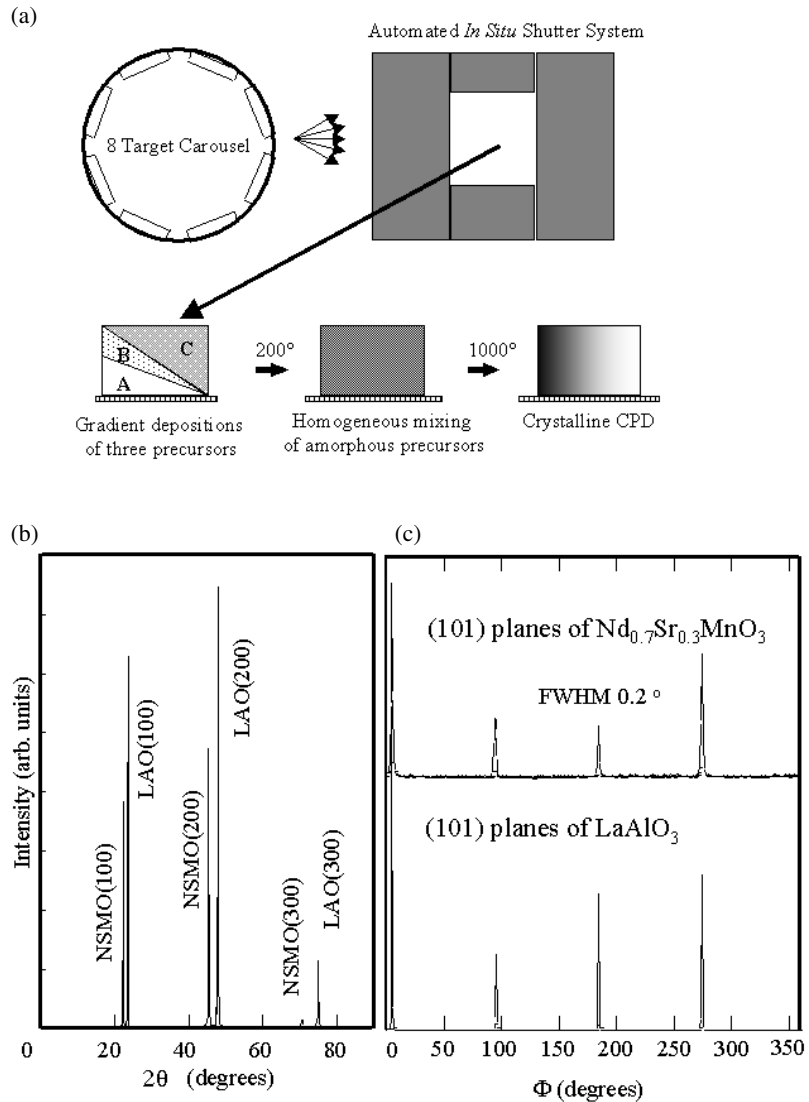 (a)
Automated In Situ Shutter System
8 Target Carousel
A
B
C
200°
1000°
Gradient depositions
of three precursors
Homogeneous mixing
of amorphous precursors
Crystalline CPD
(b)
Intensity (arb. units)
NSMO(100)
LAO(100)
NSMO(200)
LAO(200)
NSMO(300)
LAO(300)
0 20 40 60 80
2θ (degrees)
(c)
(101) planes of Nd0.7Sr0.3MnO3
FWHM 0.2 °
(101) planes of LaAlO3
0 50 100 150 200 250 300 350
Φ (degrees)